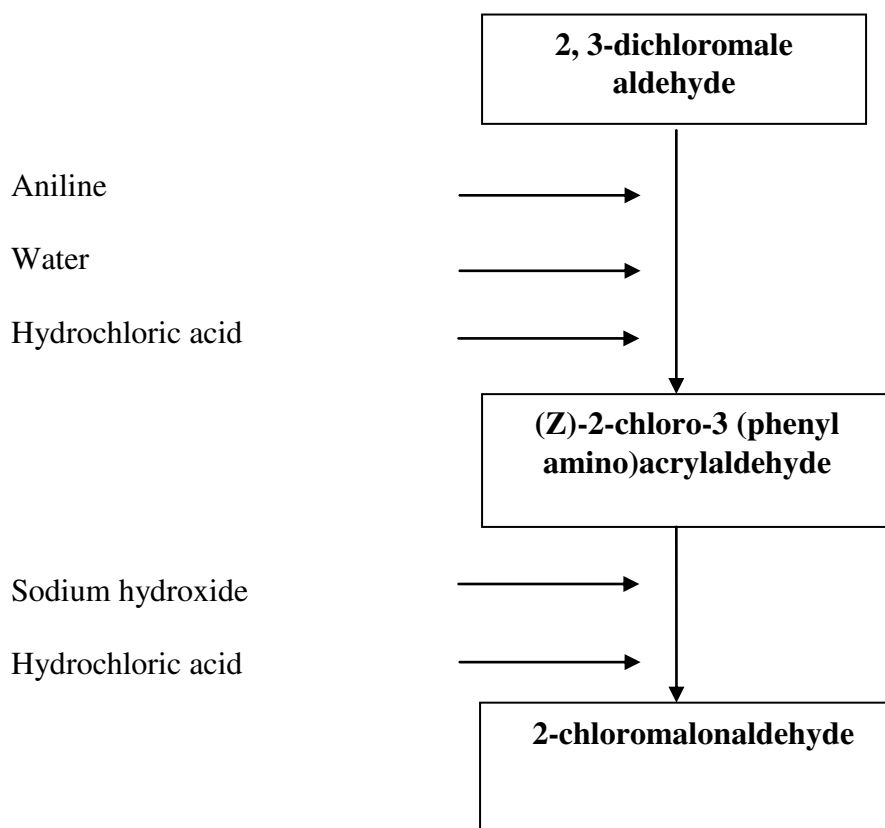 2, 3-dichloromale
aldehyde
Aniline
Water
Hydrochloric acid
(Z)-2-chloro-3 (phenyl
amino)acrylaldehyde
Sodium hydroxide
Hydrochloric acid
2-chloromalonaldehyde